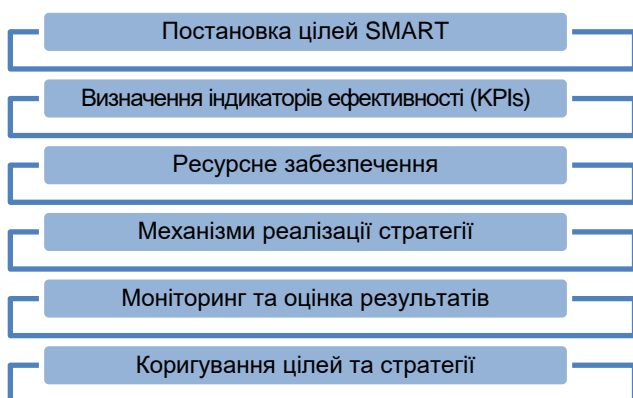 Постановка цілей SMART
Визначення індикаторів ефективності (KPIs)
Ресурсне забезпечення
Механізми реалізації стратегії
Моніторинг та оцінка результатів
Коригування цілей та стратегії